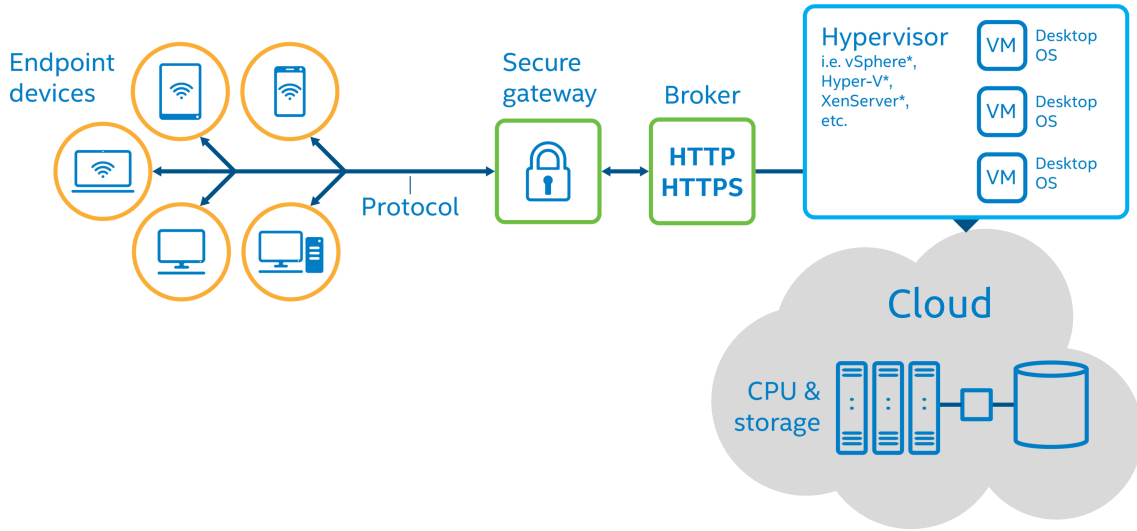 Endpoint
devices
Protocol
Secure
gateway
Broker
HTTP
HTTPS
Hypervisor
i.e. vSphere*,
Hyper-V*,
XenServer*,
etc.
VM
Desktop
OS
VM
Desktop
OS
VM
Desktop
OS
Cloud
CPU &
storage